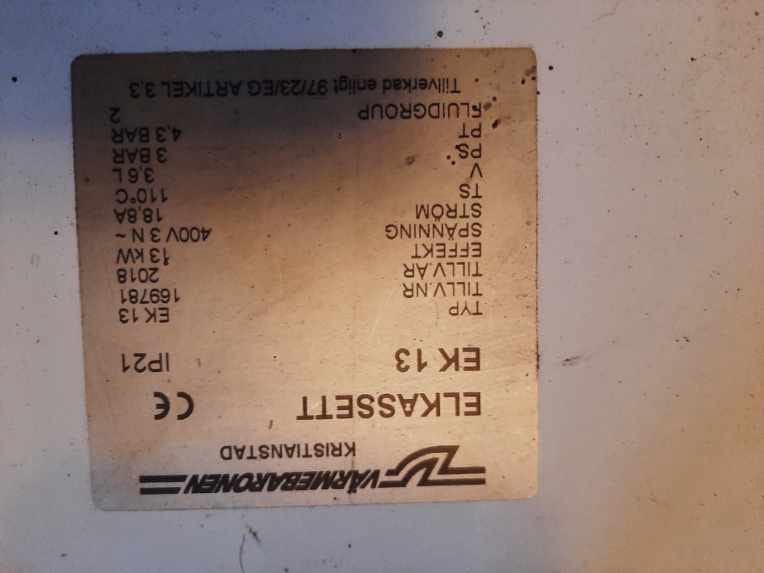 VÄRMEBARONEN
KRISTIANSTAD
ELKASSETT CE
EK 13 IP21
TYP EK 13
TILLV.NR 169781
TILLV.ÅR 2018
EFFEKT 13 kW
SPÄNNING 400V 3 N ~
STRÖM 18,8A
TS 110°C
V 3,6 L
PS 3 BAR
PT 4,3 BAR
FLUIDGROUP 2
Tillverkad enligt 97/23/EG ARTIKEL 3.3